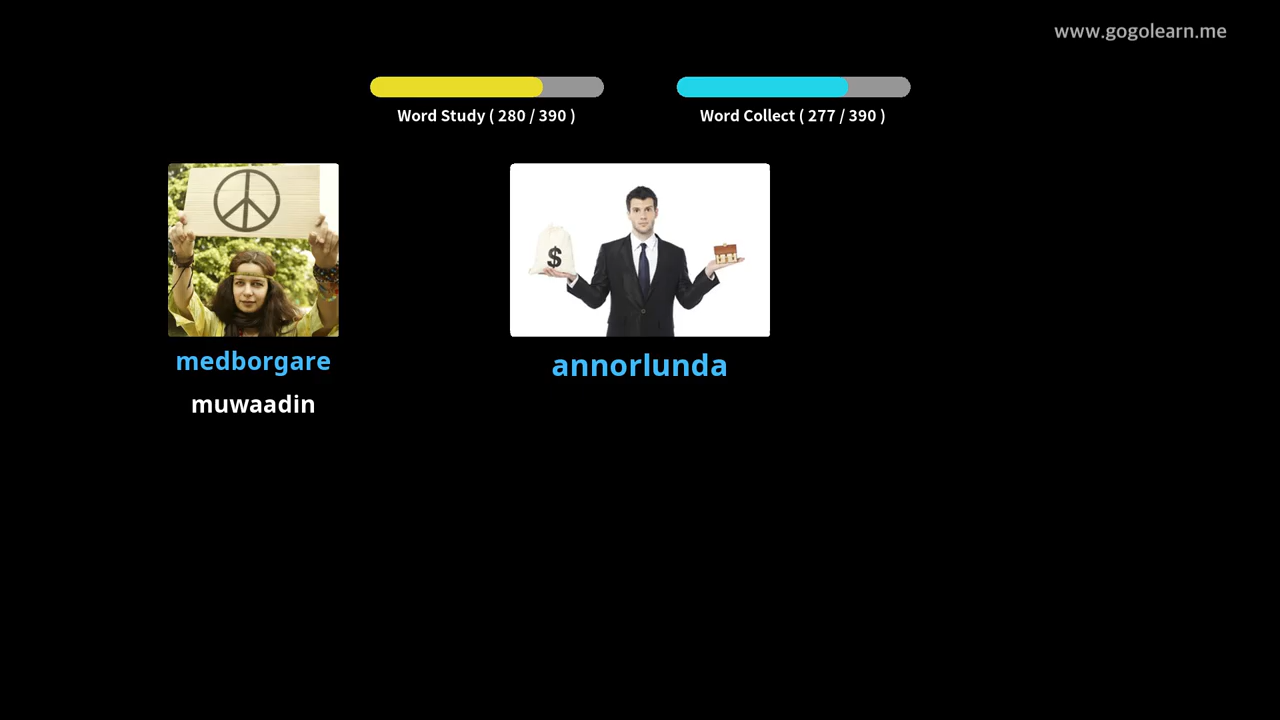 www.gogolearn.me
Word Study ( 280 / 390 )
Word Collect ( 277 / 390 )
$
medborgare
annorlunda
muwaadin